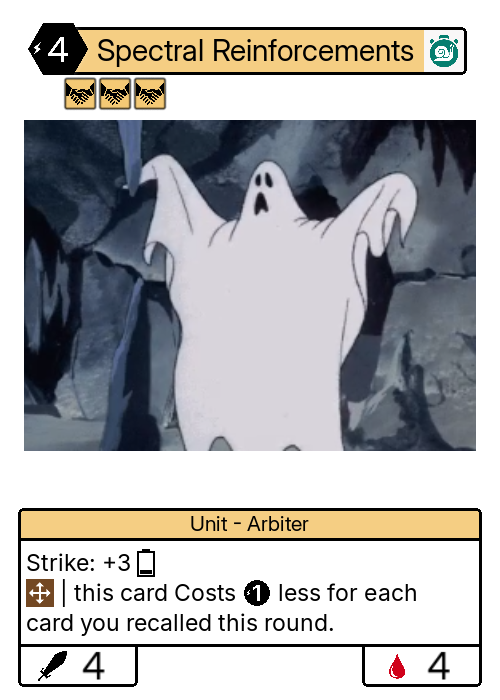 4 Spectral Reinforcements
Unit - Arbiter
Strike: +3
| this card Costs 1 less for each
card you recalled this round.
4 4